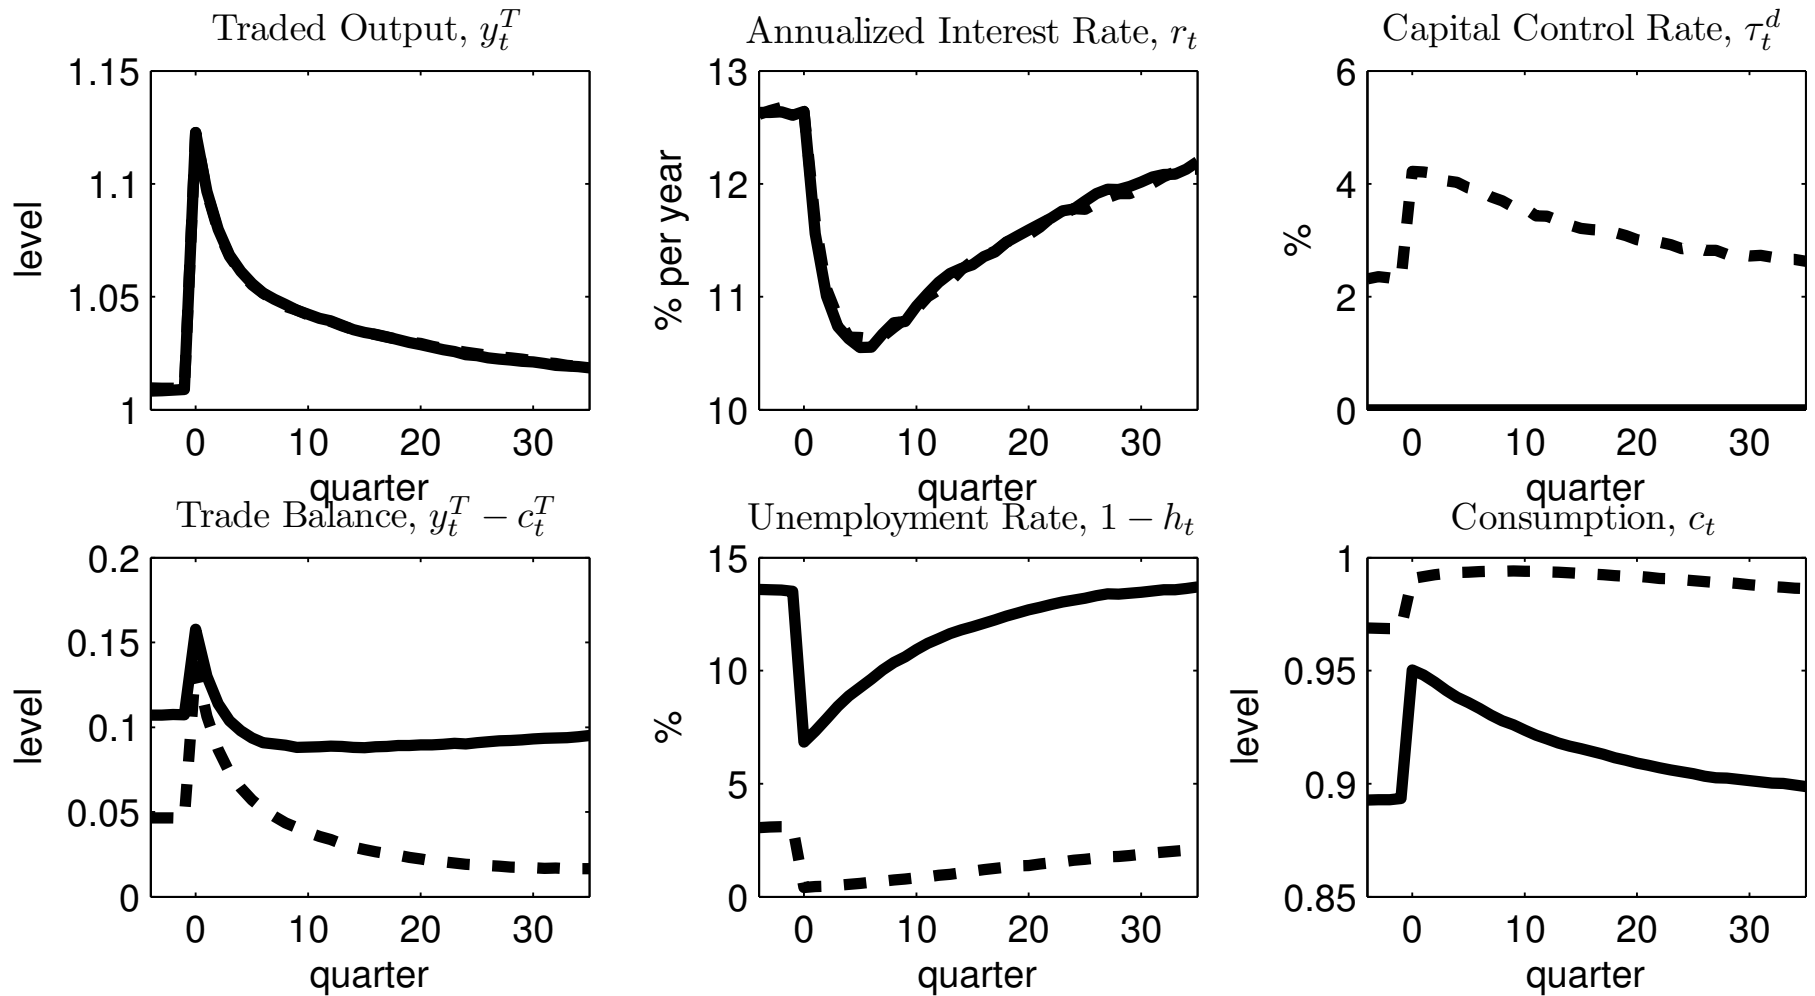 Traded Output, y_t^T
1.15
1.1
1.05
1
level
0 10 20 30
quarter
Annualized Interest Rate, r_t
13
12
11
10
% per year
0 10 20 30
quarter
Capital Control Rate, τ_t^d
6
4
2
0
%
0 10 20 30
quarter
Trade Balance, y_t^T − c_t^T
0.2
0.15
0.1
0.05
0
level
0 10 20 30
quarter
Unemployment Rate, 1 − h_t
15
10
5
0
%
0 10 20 30
quarter
Consumption, c_t
1
0.95
0.9
0.85
level
0 10 20 30
quarter